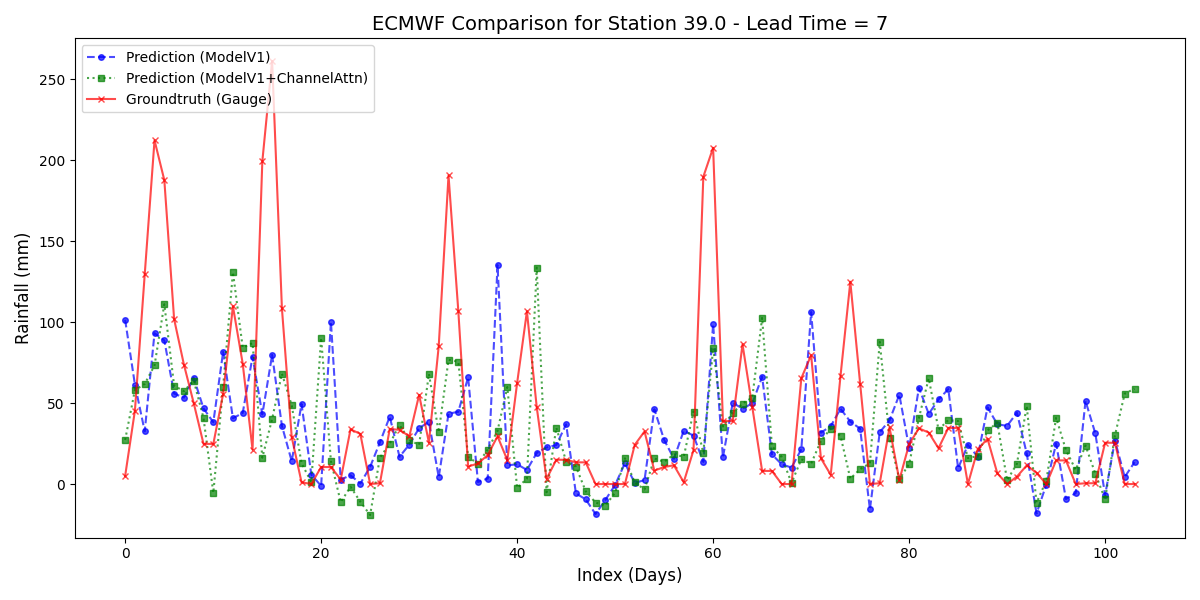 ECMWF Comparison for Station 39.0 - Lead Time = 7
Prediction (ModelV1)
Prediction (ModelV1+ChannelAttn)
Groundtruth (Gauge)
Rainfall (mm)
250
200
150
100
50
0
0 20 40 60 80 100
Index (Days)